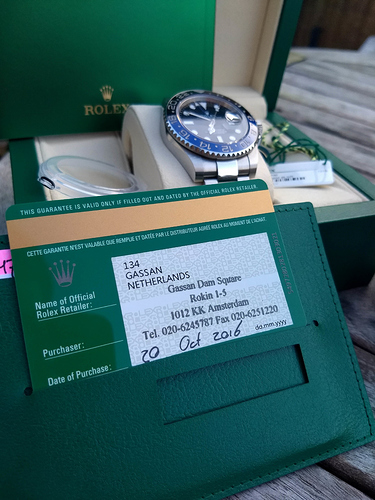 ROLEX
THIS GUARANTEE IS VALID ONLY IF FILLED OUT AND DATED BY THE OFFICIAL ROLEX RETAILER.
CETTE GARANTIE N'EST VALABLE QUE REMPLIE ET DATÉE PAR LE DISTRIBUTEUR AGRÉÉ ROLEX AU MOMENT DE L'ACHAT.
134
GASSAN
NETHERLANDS
Gassan Dam Square
Rokin 1-5
1012 KK Amsterdam
Tel. 020-6245787 Fax 020-6251220
Name of Official
Rolex Retailer:
Purchaser:
20 Oct 2016
dd.mm.yyyy
Date of Purchase: